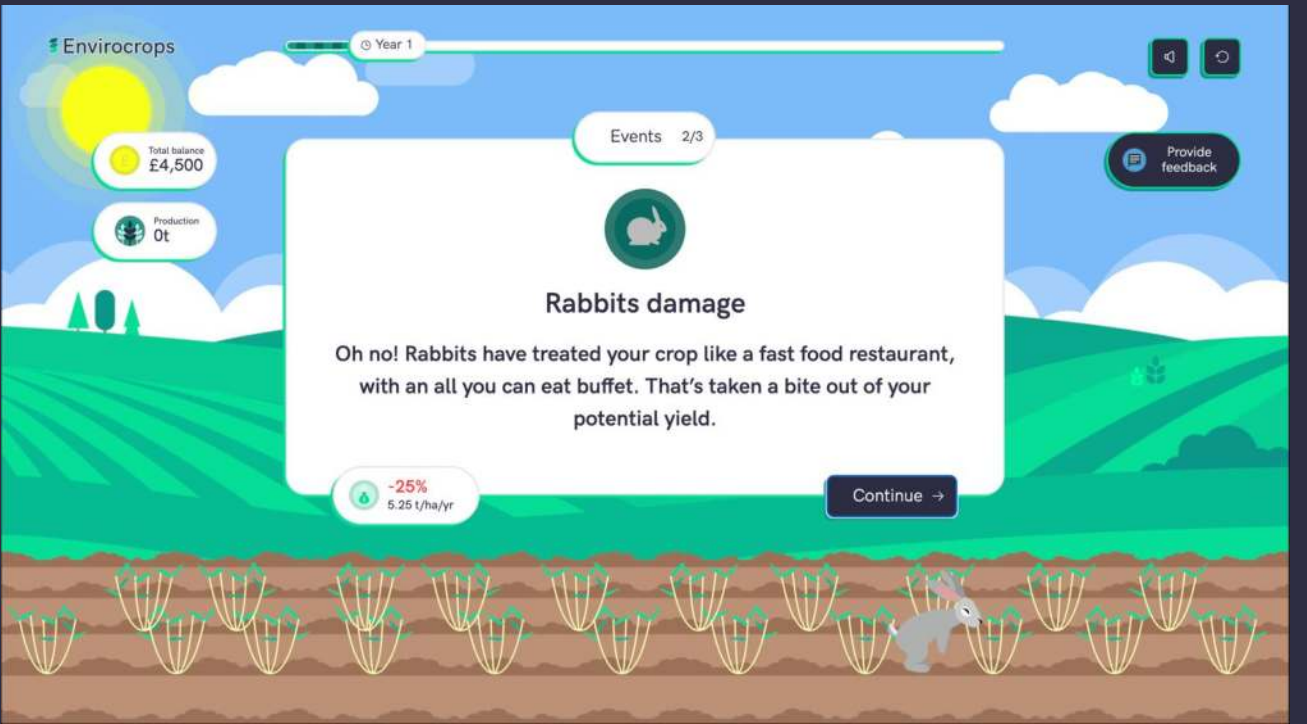 Envirocrops
Year 1
Total balance
£4,500
Production
0t
Events 2/3
Provide
feedback
Rabbits damage
Oh no! Rabbits have treated your crop like a fast food restaurant,
with an all you can eat buffet. That’s taken a bite out of your
potential yield.
-25%
5.25 t/ha/yr
Continue →